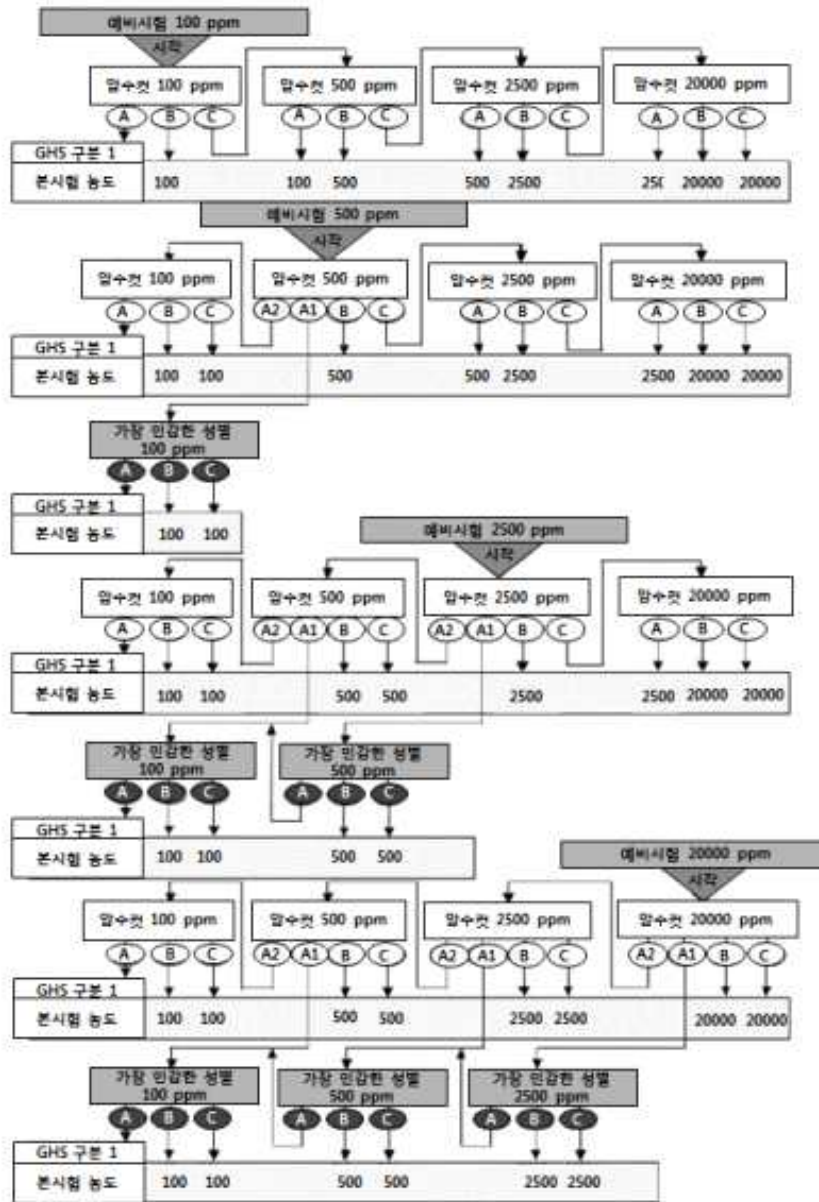 예비시험 100 ppm
시작
암수컷 100 ppm 암수컷 500 ppm 암수컷 2500 ppm 암수컷 20000 ppm
A B C A B C A B C A B C
GHS 구분 1
본시험 농도 100 100 500 500 2500 250 20000 20000
예비시험 500 ppm
시작
암수컷 100 ppm 암수컷 500 ppm 암수컷 2500 ppm 암수컷 20000 ppm
A B C A2 A1 B C A B C A B C
GHS 구분 1
본시험 농도 100 100 500 500 2500 2500 20000 20000
가장 민감한 성별
100 ppm
A B C
GHS 구분 1
본시험 농도 100 100
예비시험 2500 ppm
시작
암수컷 100 ppm 암수컷 500 ppm 암수컷 2500 ppm 암수컷 20000 ppm
A B C A2 A1 B C A2 A1 B C A B C
GHS 구분 1
본시험 농도 100 100 500 500 2500 2500 20000 20000
가장 민감한 성별 가장 민감한 성별
100 ppm 500 ppm
A B C A B C
GHS 구분 1
본시험 농도 100 100 500 500
예비시험 20000 ppm
시작
암수컷 100 ppm 암수컷 500 ppm 암수컷 2500 ppm 암수컷 20000 ppm
A B C A2 A1 B C A2 A1 B C A2 A1 B C
GHS 구분 1
본시험 농도 100 100 500 500 2500 2500 20000 20000
가장 민감한 성별 가장 민감한 성별 가장 민감한 성별
100 ppm 500 ppm 2500 ppm
A B C A B C A B C
GHS 구분 1
본시험 농도 100 100 500 500 2500 2500